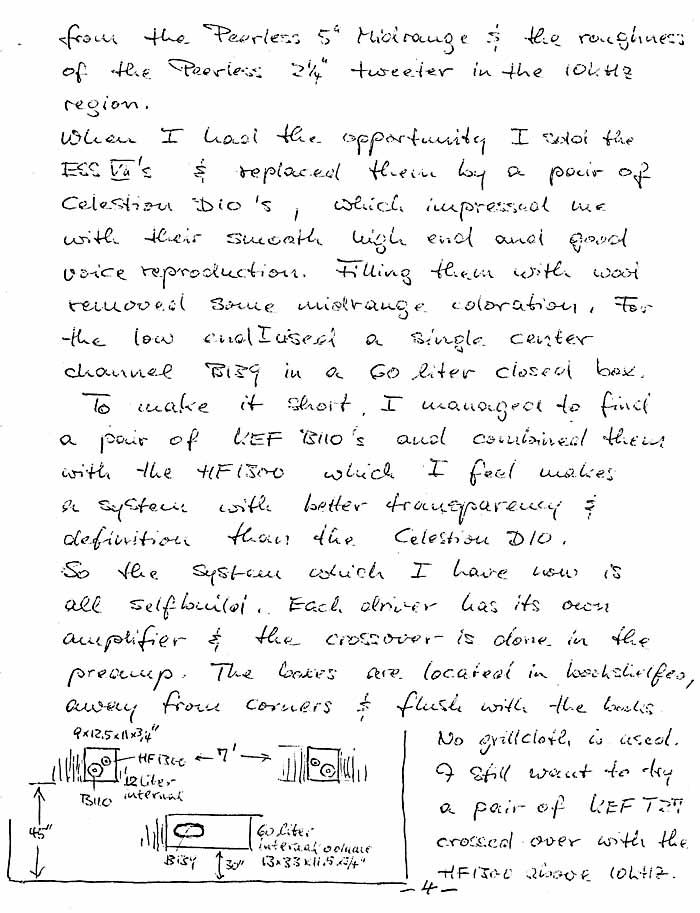 from the Peerless 5" Midrange & the roughness
of the Peerless 2¼" tweeter in the 10kHz
region.
When I had the opportunity I sold the
ESS Va's & replaced them by a pair of
Celestion D10's, which impressed me
with their smooth high end and good
voice reproduction. Filling them with wool
removed some midrange coloration. For
the low end I used a single center
channel B139 in a 60 liter closed box.
To make it short, I managed to find
a pair of KEF B110's and combined them
with the HF1300 which I feel makes
a system with better transparency &
definition than the Celestion D10.
So the system which I have now is
all selfbuild. Each driver has its own
amplifier & the crossover is done in the
preamp. The boxes are located in bookshelfes,
away from corners & flush with the books.
No grillcloth is used.
I still want to try
a pair of KEF T27
crossed over with the
HF1300 above 10kHz.
9x12.5x11x3/4"
HF1300
7'
12 liter
internal
B110
45"
60 liter
internal volume
13x33x11.5x3/4"
B139
30"
-4-